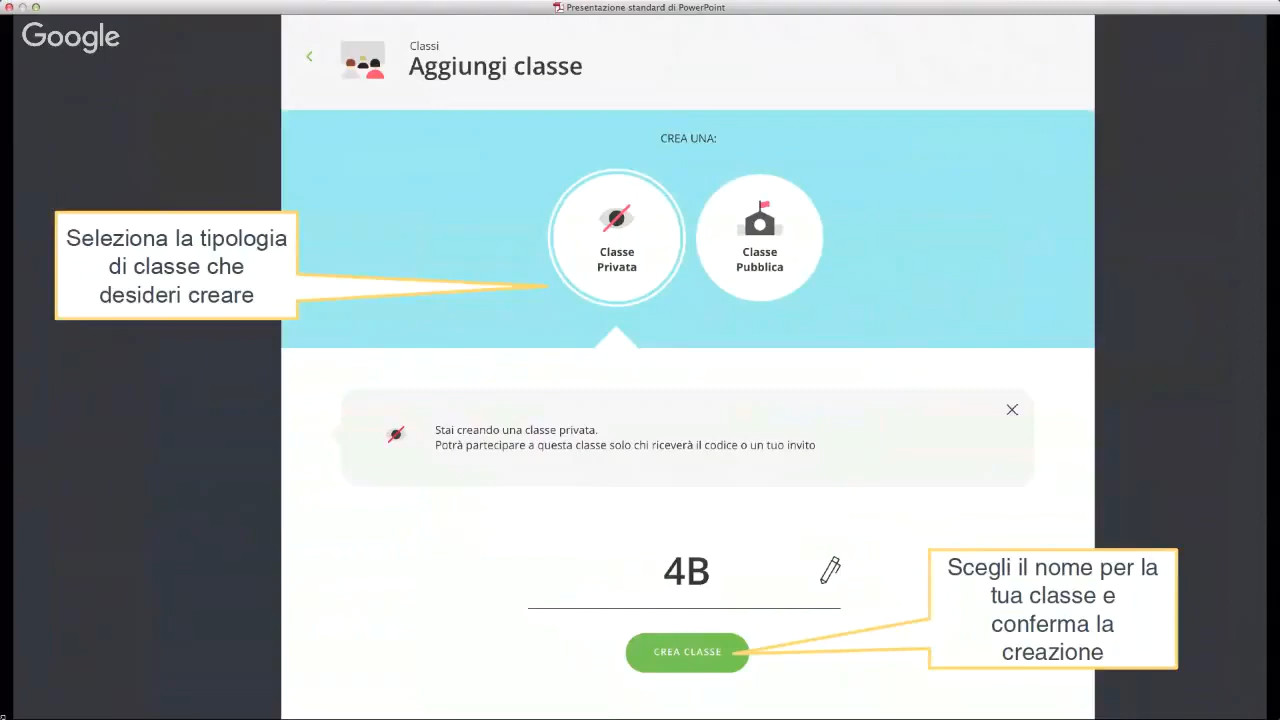 Presentazione standard di PowerPoint
Google
Classi
Aggiungi classe
CREA UNA:
Classe
Privata
Classe
Pubblica
Seleziona la tipologia
di classe che
desideri creare
Stai creando una classe privata.
Potrà partecipare a questa classe solo chi riceverà il codice o un tuo invito
4B
CREA CLASSE
Scegli il nome per la
tua classe e
conferma la
creazione